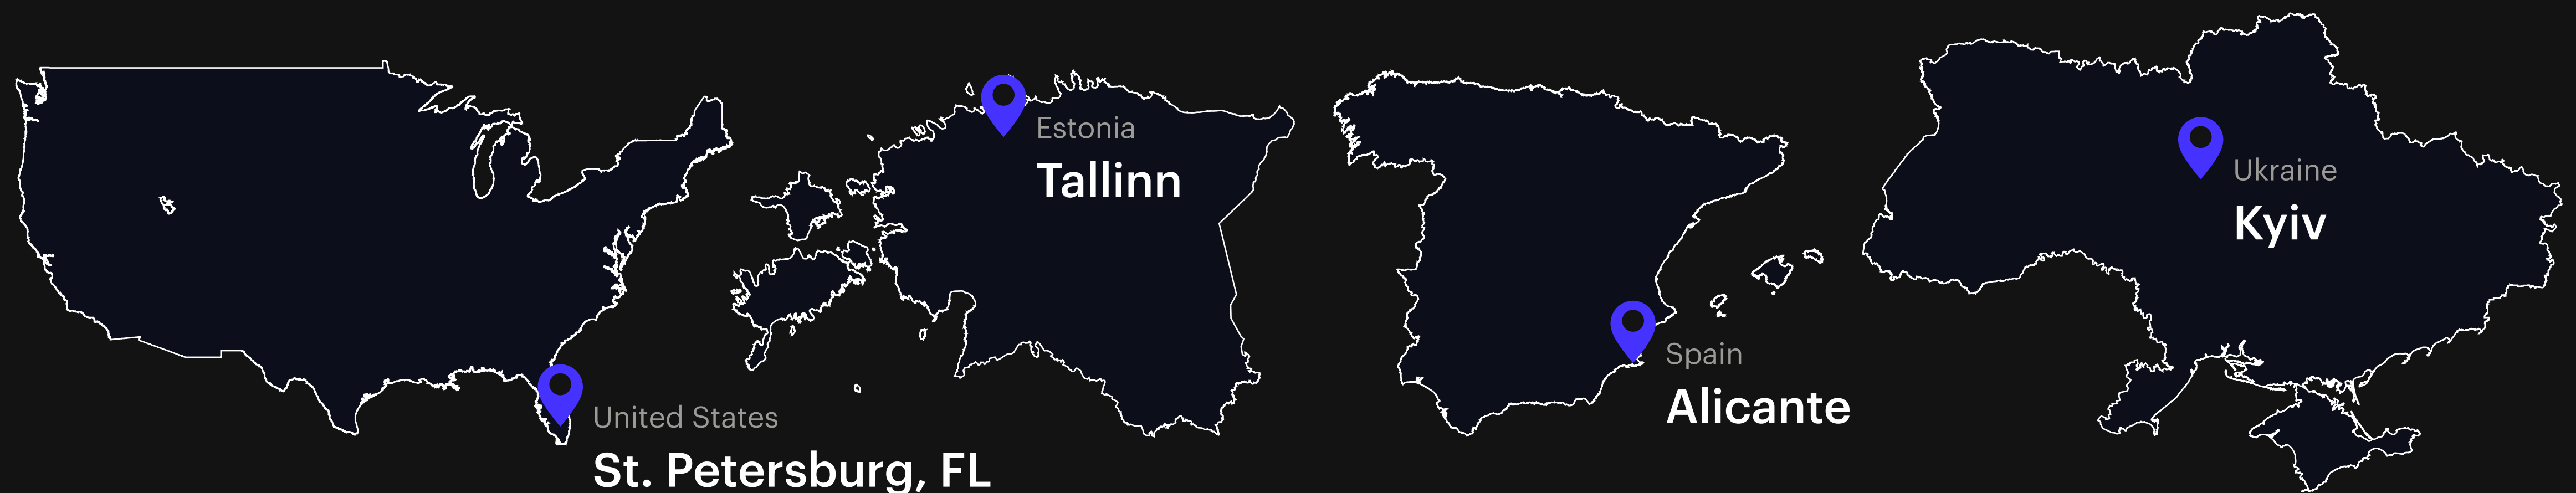 United States
St. Petersburg, FL
Estonia
Tallinn
Spain
Alicante
Ukraine
Kyiv